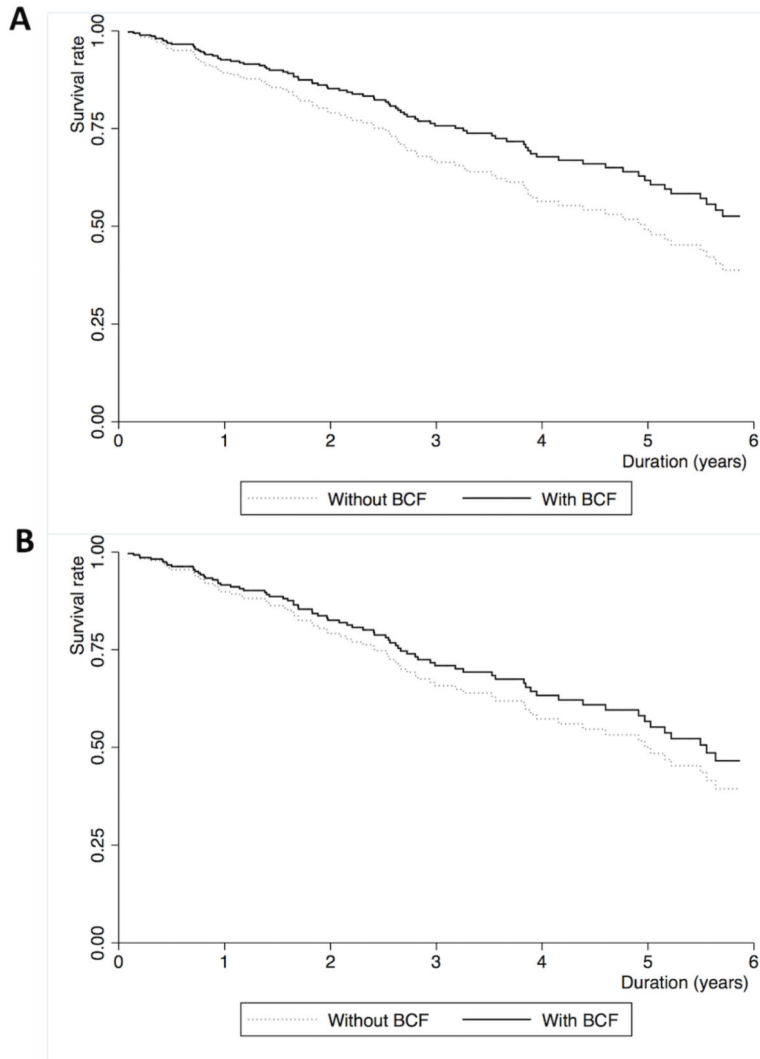 A
Survival rate
1.00
0.75
0.50
0.25
0.00
0 1 2 3 4 5 6
Duration (years)
Without BCF With BCF
B
Survival rate
1.00
0.75
0.50
0.25
0.00
0 1 2 3 4 5 6
Duration (years)
Without BCF With BCF